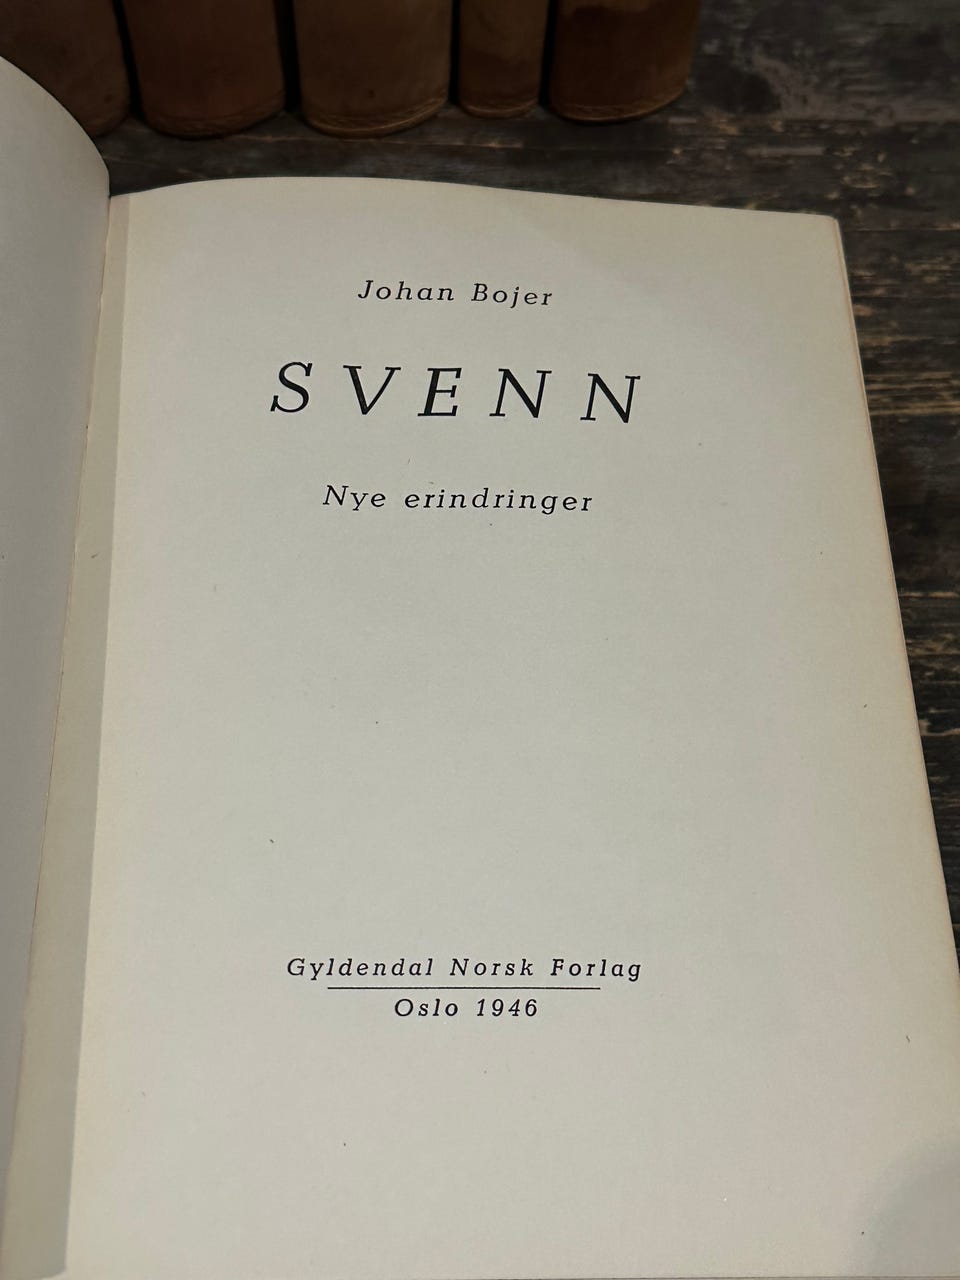 Johan Bojer
SVENN
Nye erindringer
Gyldendal Norsk Forlag
Oslo 1946